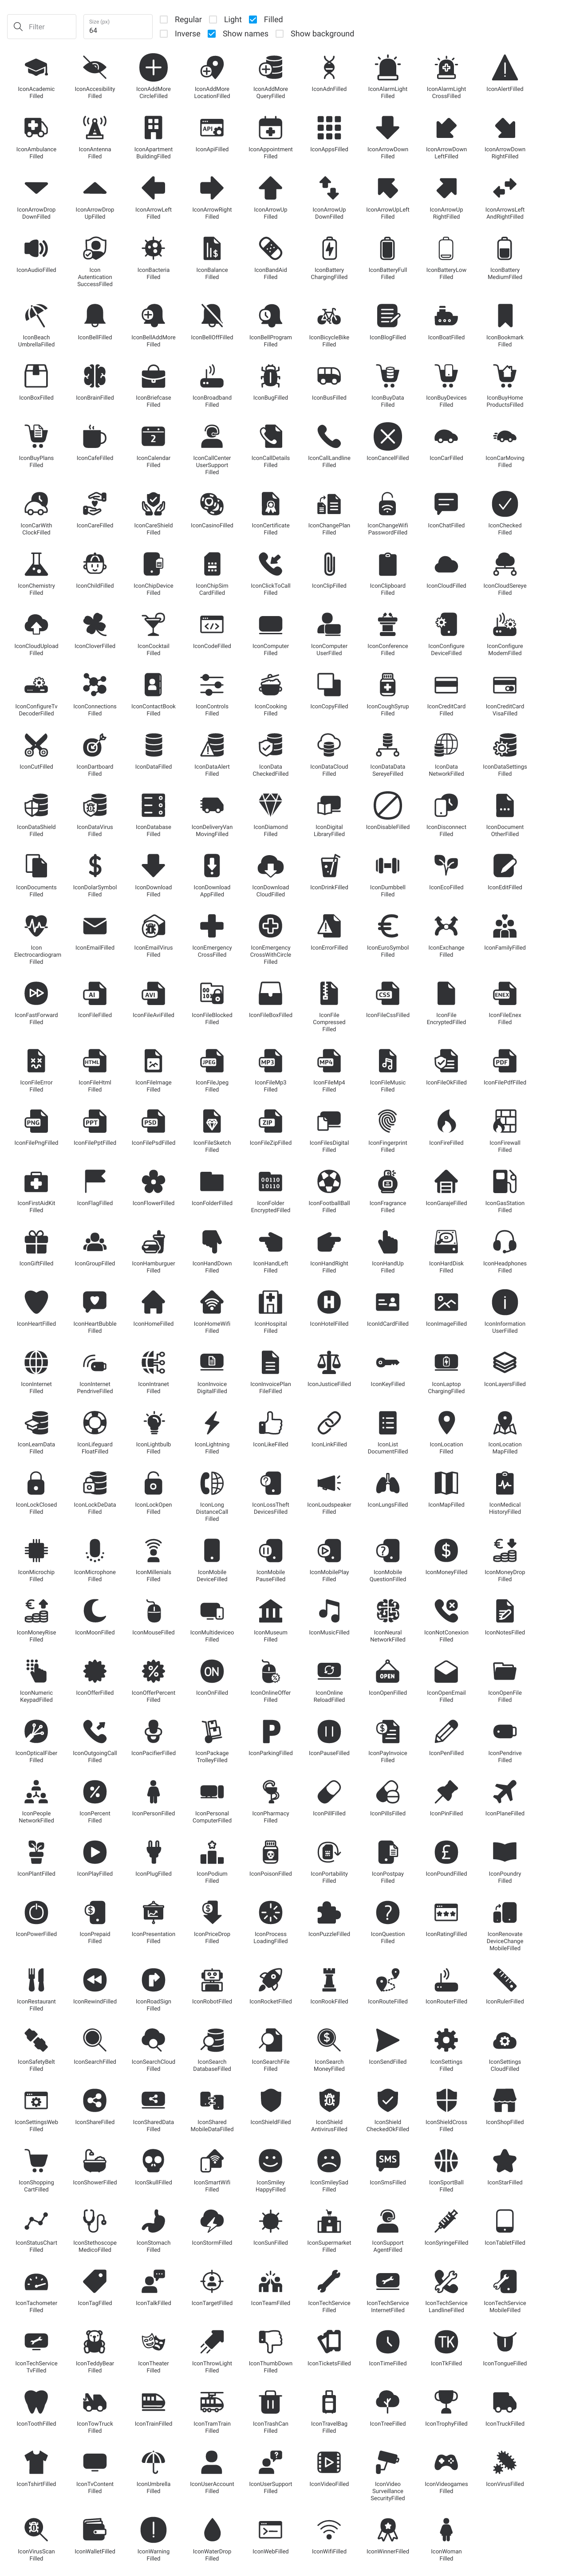 Filter
Size (px)
64
Regular
Light
Filled
Inverse
Show names
Show background
IconAcademic
Filled
IconAccesibility
Filled
IconAddMore
CircleFilled
IconAddMore
LocationFilled
IconAddMore
QueryFilled
IconAdnFilled
IconAlarmLight
Filled
IconAlarmLight
CrossFilled
IconAlertFilled
IconAmbulance
Filled
IconAntenna
Filled
IconApartment
BuildingFilled
IconApiFilled
API
IconAppointment
Filled
IconAppsFilled
IconArrowDown
Filled
IconArrowDown
LeftFilled
IconArrowDown
RightFilled
IconArrowDrop
DownFilled
IconArrowDrop
UpFilled
IconArrowLeft
Filled
IconArrowRight
Filled
IconArrowUp
Filled
IconArrowUp
DownFilled
IconArrowUpLeft
Filled
IconArrowUp
RightFilled
IconArrowsLeft
AndRightFilled
IconAudioFilled
Icon
Autentication
SuccessFilled
IconBacteria
Filled
IconBalance
Filled
IconBandAid
Filled
IconBattery
ChargingFilled
IconBatteryFull
Filled
IconBatteryLow
Filled
IconBattery
MediumFilled
IconBeach
UmbrellaFilled
IconBellFilled
IconBellAddMore
Filled
IconBellOffFilled
IconBellProgram
Filled
IconBicycleBike
Filled
IconBlogFilled
IconBoatFilled
IconBookmark
Filled
IconBoxFilled
IconBrainFilled
IconBriefcase
Filled
IconBroadband
Filled
IconBugFilled
IconBusFilled
IconBuyData
Filled
IconBuyDevices
Filled
IconBuyHome
ProductsFilled
IconBuyPlans
Filled
IconCafeFilled
2
IconCalendar
Filled
IconCallCenter
UserSupport
Filled
IconCallDetails
Filled
IconCallLandline
Filled
IconCancelFilled
IconCarFilled
IconCarMoving
Filled
IconCarWith
ClockFilled
IconCareFilled
IconCareShield
Filled
IconCasinoFilled
IconCertificate
Filled
IconChangePlan
Filled
IconChangeWifi
PasswordFilled
IconChatFilled
IconChecked
Filled
IconChemistry
Filled
IconChildFilled
IconChipDevice
Filled
IconChipSim
CardFilled
IconClickToCall
Filled
IconClipFilled
IconClipboard
Filled
IconCloudFilled
IconCloudSereye
Filled
IconCloudUpload
Filled
IconCloverFilled
IconCocktail
Filled
IconCodeFilled
IconComputer
Filled
IconComputer
UserFilled
IconConference
Filled
IconConfigure
DeviceFilled
IconConfigure
ModemFilled
IconConfigureTv
DecoderFilled
IconConnections
Filled
IconContactBook
Filled
IconControls
Filled
IconCooking
Filled
IconCopyFilled
IconCoughSyrup
Filled
IconCreditCard
Filled
IconCreditCard
VisaFilled
IconCutFilled
IconDartboard
Filled
IconDataFilled
IconDataAlert
Filled
IconData
CheckedFilled
IconDataCloud
Filled
IconDataData
SereyeFilled
IconData
NetworkFilled
IconDataSettings
Filled
IconDataShield
Filled
IconDataVirus
Filled
IconDatabase
Filled
IconDeliveryVan
MovingFilled
IconDiamond
Filled
IconDigital
LibraryFilled
IconDisableFilled
IconDisconnect
Filled
IconDocument
OtherFilled
IconDocuments
Filled
IconDolarSymbol
Filled
IconDownload
Filled
IconDownload
AppFilled
IconDownload
CloudFilled
IconDrinkFilled
IconDumbbell
Filled
IconEcoFilled
IconEditFilled
Icon
Electrocardiogram
Filled
IconEmailFilled
IconEmailVirus
Filled
IconEmergency
CrossFilled
IconEmergency
CrossWithCircle
Filled
IconErrorFilled
IconEuroSymbol
Filled
IconExchange
Filled
IconFamilyFilled
IconFastForward
Filled
AI
IconFileFilled
AVI
IconFileAviFilled
IconFileBlocked
Filled
IconFileBoxFilled
IconFile
Compressed
Filled
CSS
IconFileCssFilled
IconFile
EncryptedFilled
ENEX
IconFileEnex
Filled
IconFileError
Filled
HTML
IconFileHtml
Filled
IconFileImage
Filled
JPEG
IconFileJpeg
Filled
MP3
IconFileMp3
Filled
MP4
IconFileMp4
Filled
IconFileMusic
Filled
IconFileOkFilled
PDF
IconFilePdfFilled
PNG
IconFilePngFilled
PPT
IconFilePptFilled
PSD
IconFilePsdFilled
IconFileSketch
Filled
ZIP
IconFileZipFilled
IconFilesDigital
Filled
IconFingerprint
Filled
IconFireFilled
IconFirewall
Filled
IconFirstAidKit
Filled
IconFlagFilled
IconFlowerFilled
IconFolderFilled
00110
10110
IconFolder
EncryptedFilled
IconFootballBall
Filled
IconFragrance
Filled
IconGarajeFilled
IconGasStation
Filled
IconGiftFilled
IconGroupFilled
IconHamburguer
Filled
IconHandDown
Filled
IconHandLeft
Filled
IconHandRight
Filled
IconHandUp
Filled
IconHardDisk
Filled
IconHeadphones
Filled
IconHeartFilled
IconHeartBubble
Filled
IconHomeFilled
IconHomeWifi
Filled
IconHospital
Filled
H
IconHotelFilled
IconIdCardFilled
IconImageFilled
IconInformation
UserFilled
IconInternet
Filled
IconInternet
PendriveFilled
IconIntranet
Filled
IconInvoice
DigitalFilled
IconInvoicePlan
FileFilled
IconJusticeFilled
IconKeyFilled
IconLaptop
ChargingFilled
IconLayersFilled
IconLearnData
Filled
IconLifeguard
FloatFilled
IconLightbulb
Filled
IconLightning
Filled
IconLikeFilled
IconLinkFilled
IconList
DocumentFilled
IconLocation
Filled
IconLocation
MapFilled
IconLockClosed
Filled
IconLockDeData
Filled
IconLockOpen
Filled
IconLong
DistanceCall
Filled
IconLossTheft
DevicesFilled
IconLoudspeaker
Filled
IconLungsFilled
IconMapFilled
IconMedical
HistoryFilled
IconMicrochip
Filled
IconMicrophone
Filled
IconMillenials
Filled
IconMobile
DeviceFilled
IconMobile
PauseFilled
IconMobilePlay
Filled
IconMobile
QuestionFilled
IconMoneyFilled
IconMoneyDrop
Filled
IconMoneyRise
Filled
IconMoonFilled
IconMouseFilled
IconMultideviceo
Filled
IconMuseum
Filled
IconMusicFilled
IconNeural
NetworkFilled
IconNotConexion
Filled
IconNotesFilled
IconNumeric
KeypadFilled
IconOfferFilled
IconOfferPercent
Filled
ON
IconOnFilled
IconOnlineOffer
Filled
IconOnline
ReloadFilled
OPEN
IconOpenFilled
IconOpenEmail
Filled
IconOpenFile
Filled
IconOpticalFiber
Filled
IconOutgoingCall
Filled
IconPacifierFilled
IconPackage
TrolleyFilled
P
IconParkingFilled
IconPauseFilled
IconPayInvoice
Filled
IconPenFilled
IconPendrive
Filled
IconPeople
NetworkFilled
IconPercent
Filled
IconPersonFilled
IconPersonal
ComputerFilled
IconPharmacy
Filled
IconPillFilled
IconPillsFilled
IconPinFilled
IconPlaneFilled
IconPlantFilled
IconPlayFilled
IconPlugFilled
IconPodium
Filled
IconPoisonFilled
IconPortability
Filled
IconPostpay
Filled
IconPoundFilled
IconPoundry
Filled
IconPowerFilled
IconPrepaid
Filled
IconPresentation
Filled
IconPriceDrop
Filled
IconProcess
LoadingFilled
IconPuzzleFilled
IconQuestion
Filled
IconRatingFilled
IconRenovate
DeviceChange
MobileFilled
IconRestaurant
Filled
IconRewindFilled
IconRoadSign
Filled
IconRobotFilled
IconRocketFilled
IconRookFilled
IconRouteFilled
IconRouterFilled
IconRulerFilled
IconSafetyBelt
Filled
IconSearchFilled
IconSearchCloud
Filled
IconSearch
DatabaseFilled
IconSearchFile
Filled
IconSearch
MoneyFilled
IconSendFilled
IconSettings
Filled
IconSettings
CloudFilled
IconSettingsWeb
Filled
IconShareFilled
IconSharedData
Filled
IconShared
MobileDataFilled
IconShieldFilled
IconShield
AntivirusFilled
IconShield
CheckedOkFilled
IconShieldCross
Filled
IconShopFilled
IconShopping
CartFilled
IconShowerFilled
IconSkullFilled
IconSmartWifi
Filled
IconSmiley
HappyFilled
IconSmileySad
Filled
SMS
IconSmsFilled
IconSportBall
Filled
IconStarFilled
IconStatusChart
Filled
IconStethoscope
MedicoFilled
IconStomach
Filled
IconStormFilled
IconSunFilled
IconSupermarket
Filled
IconSupport
AgentFilled
IconSyringeFilled
IconTabletFilled
IconTachometer
Filled
IconTagFilled
IconTalkFilled
IconTargetFilled
IconTeamFilled
IconTechService
Filled
IconTechService
InternetFilled
IconTechService
LandlineFilled
IconTechService
MobileFilled
IconTechService
TvFilled
IconTeddyBear
Filled
IconTheater
Filled
IconThrowLight
Filled
IconThumbDown
Filled
IconTicketsFilled
IconTimeFilled
TK
IconTkFilled
IconTongueFilled
IconToothFilled
IconTowTruck
Filled
IconTrainFilled
IconTramTrain
Filled
IconTrashCan
Filled
IconTravelBag
Filled
IconTreeFilled
IconTrophyFilled
IconTruckFilled
IconTshirtFilled
IconTvContent
Filled
IconUmbrella
Filled
IconUserAccount
Filled
IconUserSupport
Filled
IconVideoFilled
IconVideo
Surveillance
SecurityFilled
IconVideogames
Filled
IconVirusFilled
IconVirusScan
Filled
IconWalletFilled
IconWarning
Filled
IconWaterDrop
Filled
IconWebFilled
IconWifiFilled
IconWinnerFilled
IconWoman
Filled